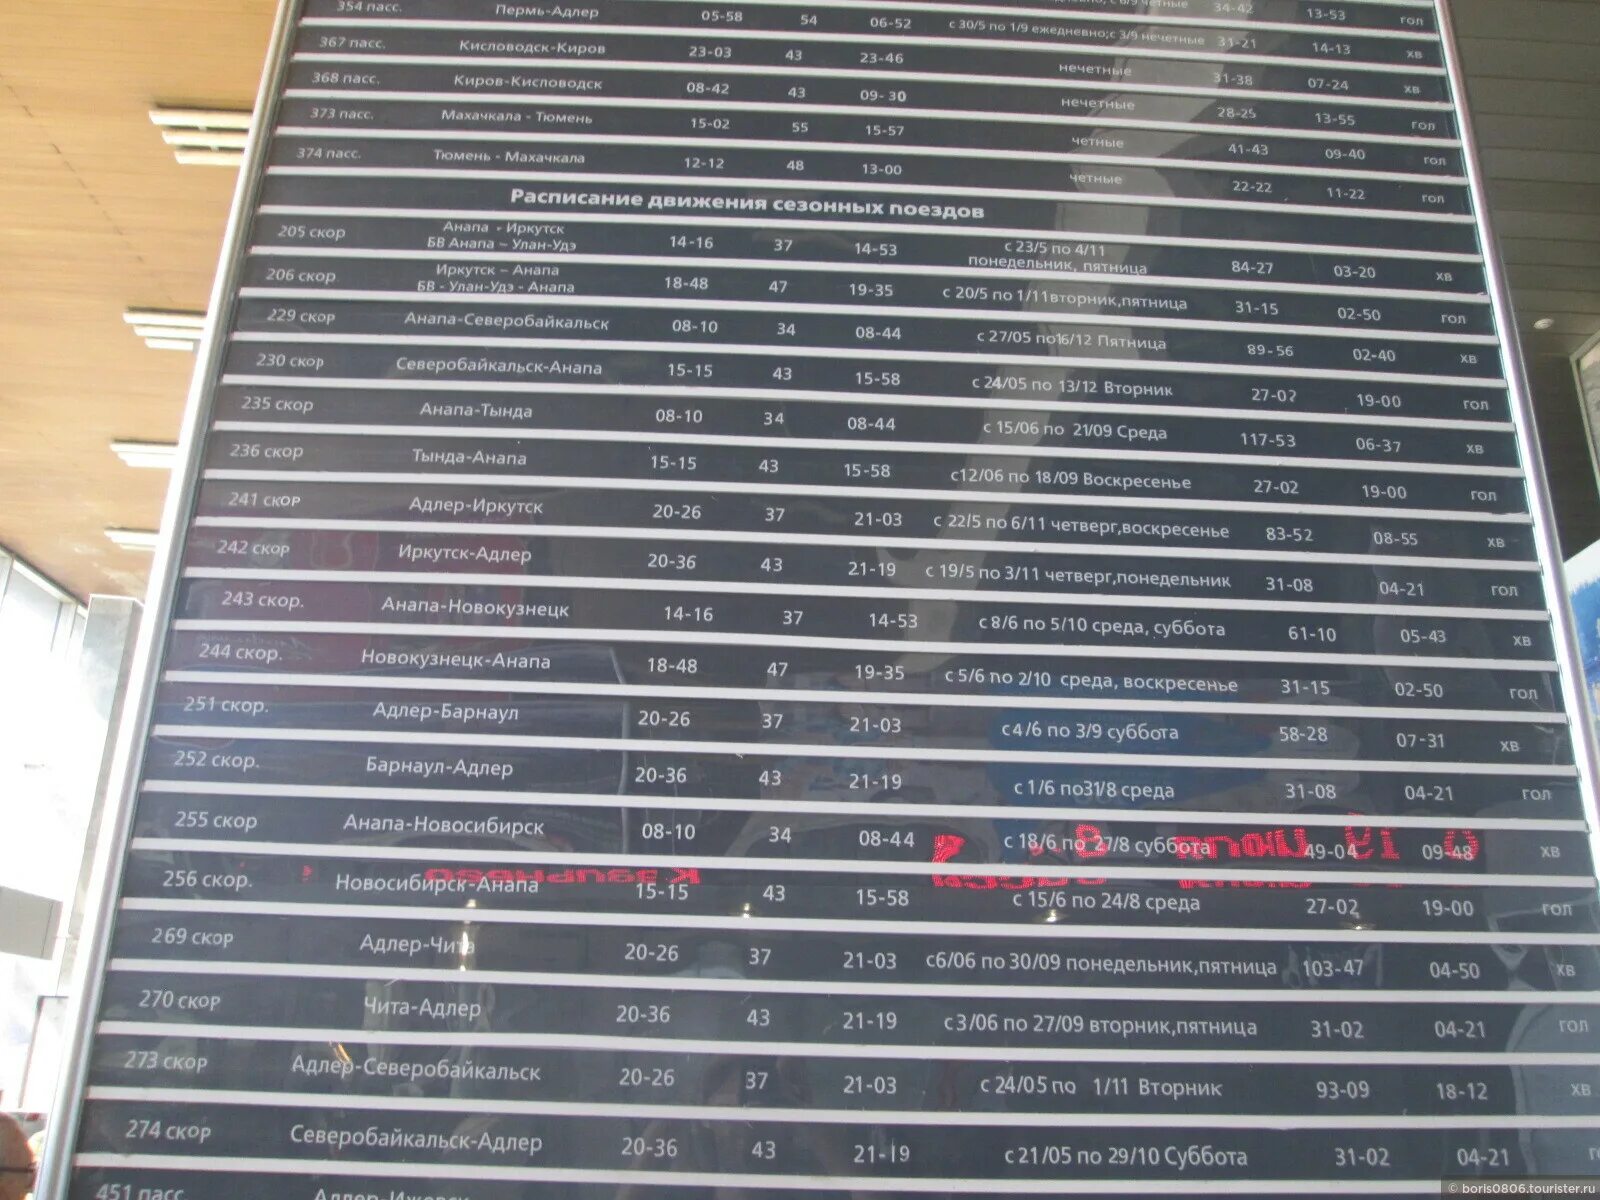 354 пасс. Пермь-Адлер 05-58 54 06-52 с 30/5 по 1/9 ежедневно;с 3/9 нечетные 34-42 13-53 гол
367 пасс. Кисловодск-Киров 23-03 43 23-46 нечетные 31-21 14-13 хв
368 пасс. Киров-Кисловодск 08-42 43 09-30 нечетные 31-38 07-24 хв
373 пасс. Махачкала - Тюмень 15-02 55 15-57 четные 28-25 13-55 гол
374 пасс. Тюмень - Махачкала 12-12 48 13-00 четные 41-43 09-40 гол
22-22 11-22 гол
Расписание движения сезонных поездов
205 скор Анапа - Иркутск 14-16 37 14-53 с 23/5 по 4/11 84-27 03-20 хв
БВ Анапа – Улан-Удэ понедельник, пятница
206 скор Иркутск – Анапа 18-48 47 19-35 с 20/5 по 1/11вторник,пятница 31-15 02-50 гол
БВ - Улан-Удэ - Анапа
229 скор Анапа-Северобайкальск 08-10 34 08-44 с 27/05 по16/12 Пятница 89-56 02-40 хв
230 скор Северобайкальск-Анапа 15-15 43 15-58 с 24/05 по 13/12 Вторник 27-02 19-00 гол
235 скор Анапа-Тында 08-10 34 08-44 с 15/06 по 21/09 Среда 117-53 06-37 хв
236 скор Тында-Анапа 15-15 43 15-58 с12/06 по 18/09 Воскресенье 27-02 19-00 гол
241 скор Адлер-Иркутск 20-26 37 21-03 с 22/5 по 6/11 четверг,воскресенье 83-52 08-55 хв
242 скор Иркутск-Адлер 20-36 43 21-19 с 19/5 по 3/11 четверг,понедельник 31-08 04-21 гол
243 скор. Анапа-Новокузнецк 14-16 37 14-53 с 8/6 по 5/10 среда, суббота 61-10 05-43 хв
244 скор. Новокузнецк-Анапа 18-48 47 19-35 с 5/6 по 2/10 среда, воскресенье 31-15 02-50 гол
251 скор. Адлер-Барнаул 20-26 37 21-03 с4/6 по 3/9 суббота 58-28 07-31 хв
252 скор. Барнаул-Адлер 20-36 43 21-19 с 1/6 по31/8 среда 31-08 04-21 гол
255 скор Анапа-Новосибирск 08-10 34 08-44 с 18/6 по 27/8 суббота 49-04 09-48 хв
256 скор. Новосибирск-Анапа 15-15 43 15-58 с 15/6 по 24/8 среда 27-02 19-00 гол
269 скор Адлер-Чита 20-26 37 21-03 с6/06 по 30/09 понедельник,пятница 103-47 04-50 хв
270 скор Чита-Адлер 20-36 43 21-19 с3/06 по 27/09 вторник,пятница 31-02 04-21 гол
273 скор Адлер-Северобайкальск 20-26 37 21-03 с 24/05 по 1/11 Вторник 93-09 18-12 хв
274 скор Северобайкальск-Адлер 20-36 43 21-19 с 21/05 по 29/10 Суббота 31-02 04-21
451 пасс Адлер-Ижевск
© boris0806.tourister.ru